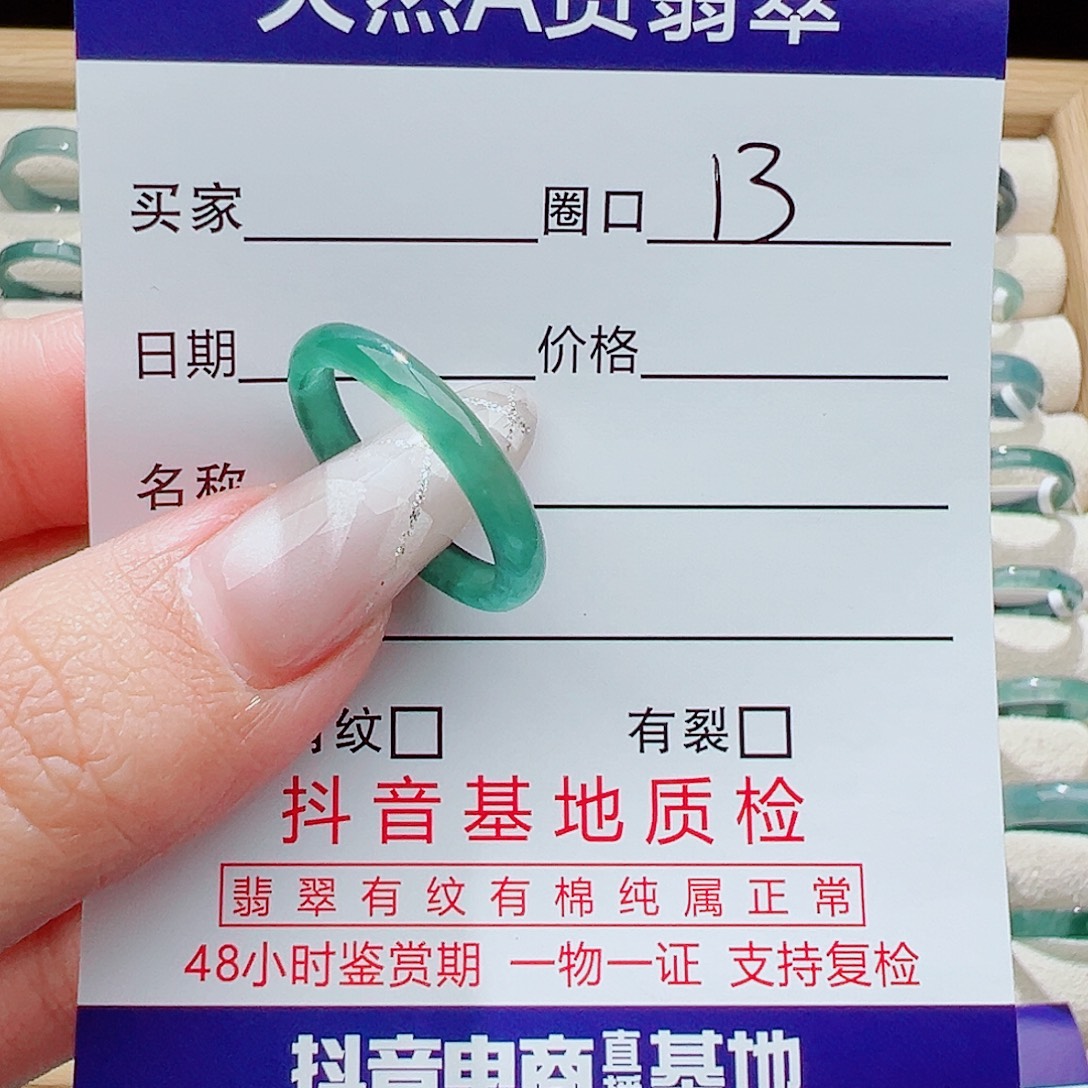 天然A货翡翠
买家 圈口 13
日期 价格
名称
有纹 有裂
抖音基地质检
翡翠有纹有棉纯属正常
48小时鉴赏期 一物一证 支持复检
抖音电商直播基地